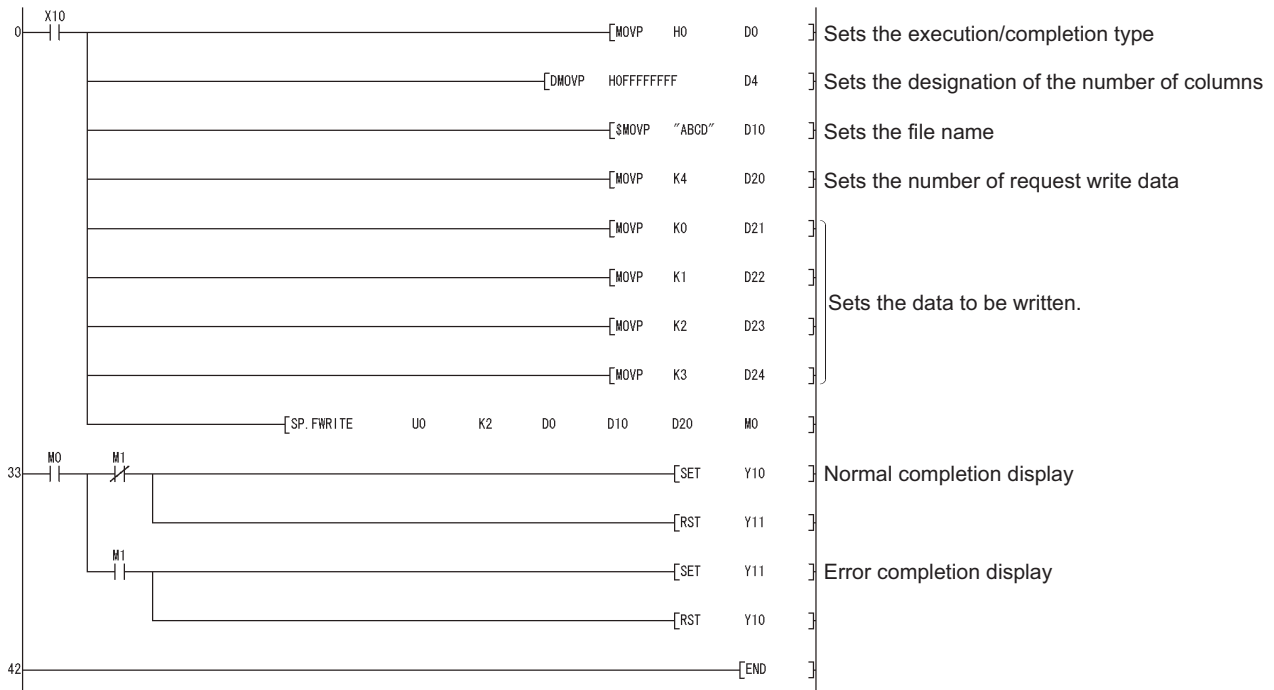 X10
0 [MOVP H0 D0 ] Sets the execution/completion type
[DMOVP H0FFFFFFFF D4 ] Sets the designation of the number of columns
[$MOVP "ABCD" D10 ] Sets the file name
[MOVP K4 D20 ] Sets the number of request write data
[MOVP K0 D21 ]
[MOVP K1 D22 ]
Sets the data to be written.
[MOVP K2 D23 ]
[MOVP K3 D24 ]
[SP.FWRITE U0 K2 D0 D10 D20 M0 ]
M0 M1
33 [SET Y10 ] Normal completion display
[RST Y11 ]
M1
[SET Y11 ] Error completion display
[RST Y10 ]
42 [END ]